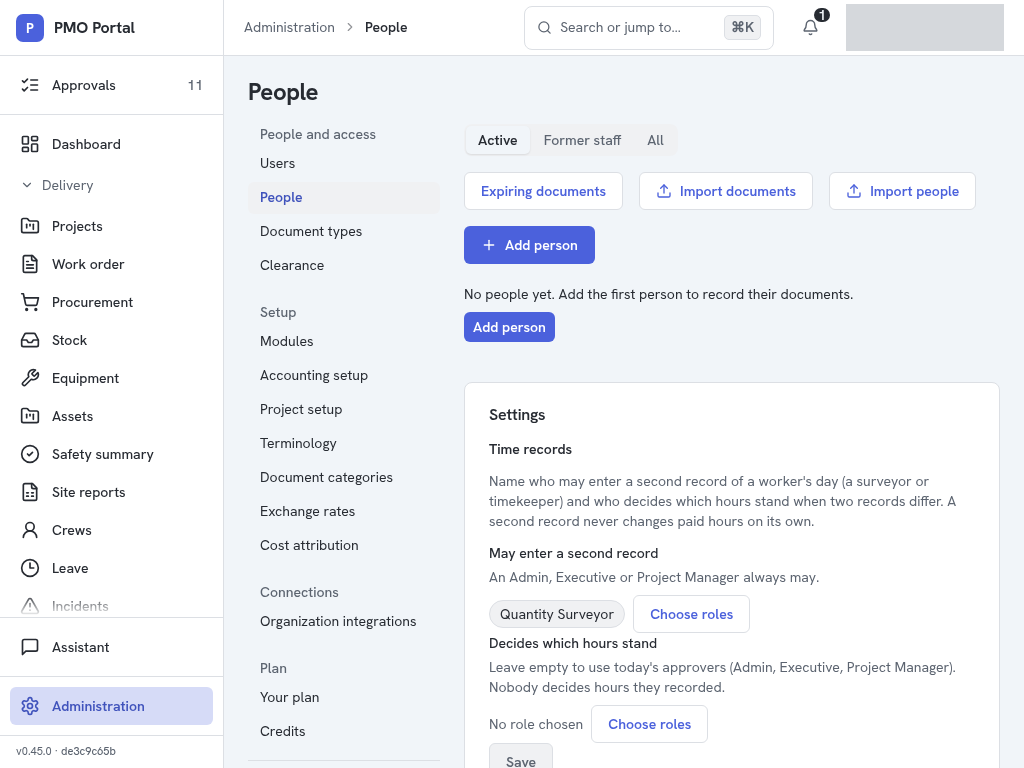 P PMO Portal
Administration > People
Search or jump to... ⌘K
1
Approvals 11
Dashboard
Delivery
Projects
Work order
Procurement
Stock
Equipment
Assets
Safety summary
Site reports
Crews
Leave
Incidents
Assistant
Administration
v0.45.0 · de3c9c65b
People
People and access
Users
People
Document types
Clearance
Setup
Modules
Accounting setup
Project setup
Terminology
Document categories
Exchange rates
Cost attribution
Connections
Organization integrations
Plan
Your plan
Credits
Active Former staff All
Expiring documents Import documents Import people
Add person
No people yet. Add the first person to record their documents.
Add person
Settings
Time records
Name who may enter a second record of a worker's day (a surveyor or
timekeeper) and who decides which hours stand when two records differ. A
second record never changes paid hours on its own.
May enter a second record
An Admin, Executive or Project Manager always may.
Quantity Surveyor Choose roles
Decides which hours stand
Leave empty to use today's approvers (Admin, Executive, Project Manager).
Nobody decides hours they recorded.
No role chosen Choose roles
Save